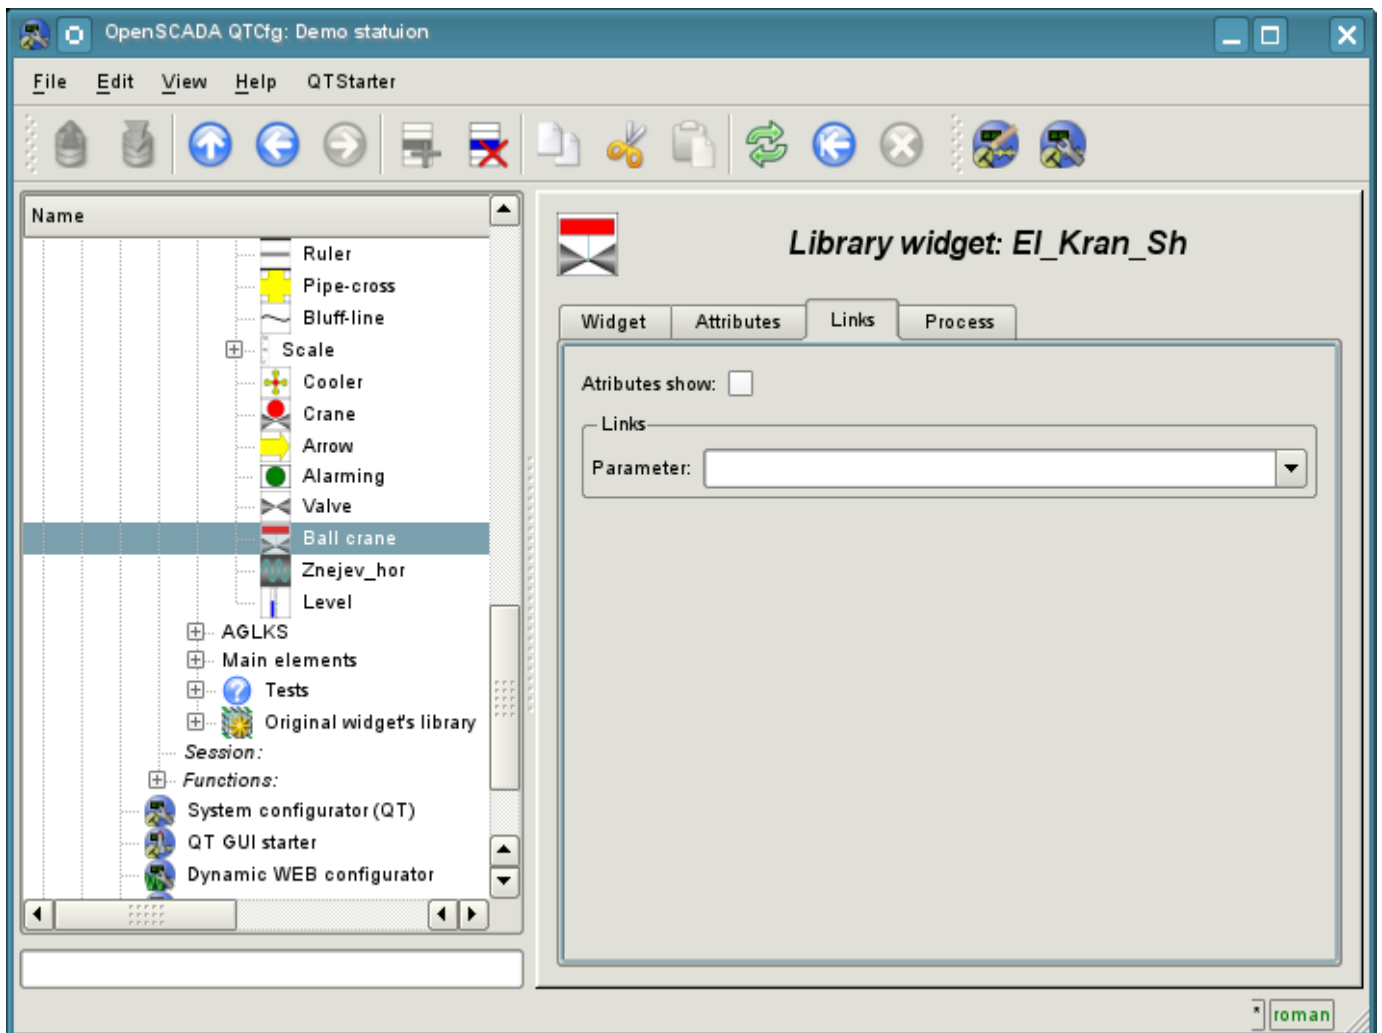 OpenSCADA QTCfg: Demo statuion
File Edit View Help QTStarter
Name
Ruler
Pipe-cross
Bluff-line
Scale
Cooler
Crane
Arrow
Alarming
Valve
Ball crane
Znejev_hor
Level
AGLKS
Main elements
Tests
Original widget's library
Session:
Functions:
System configurator (QT)
QT GUI starter
Dynamic WEB configurator
Library widget: El_Kran_Sh
Widget Attributes Links Process
Atributes show:
Links
Parameter:
* roman